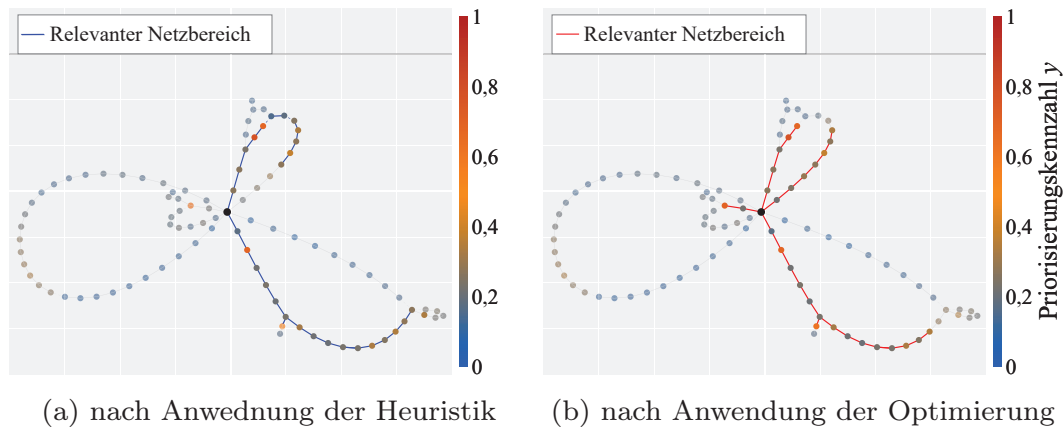 Relevanter Netzbereich
1
0,8
0,6
0,4
0,2
0
Relevanter Netzbereich
1
0,8
0,6
0,4
0,2
0
Priorisierungskennzahl y
(a) nach Anwednung der Heuristik
(b) nach Anwendung der Optimierung